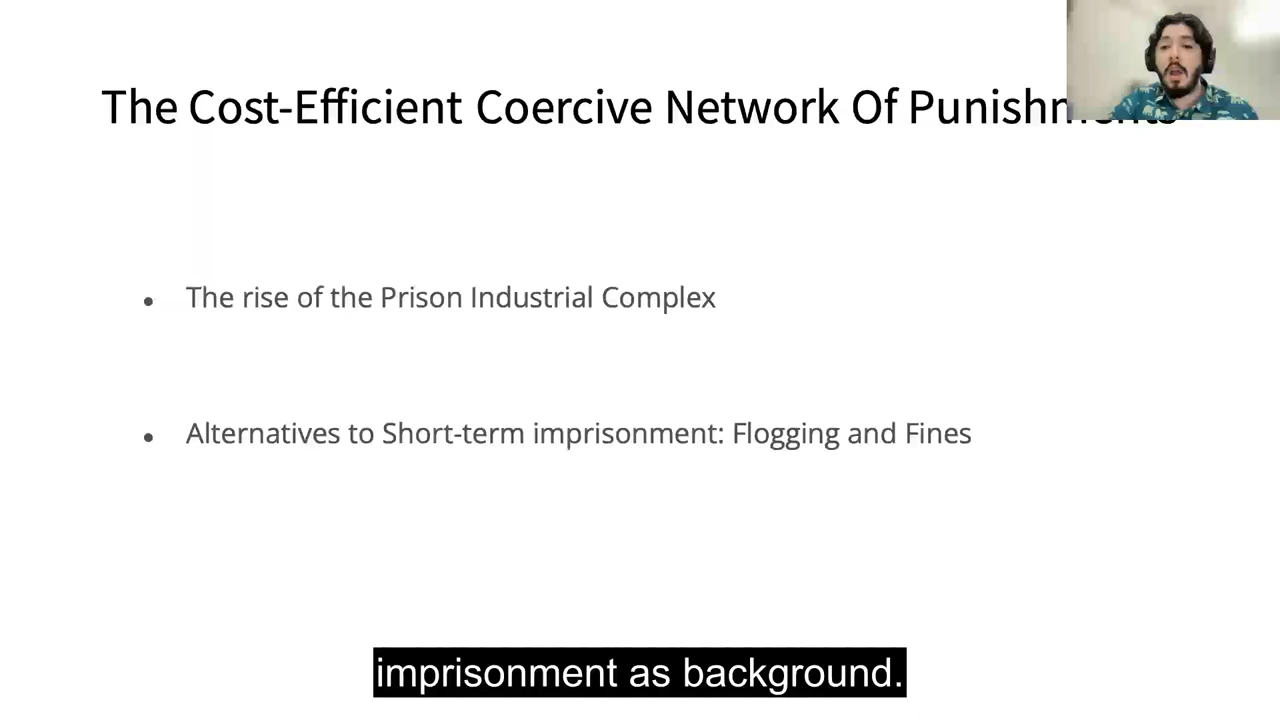 The Cost-Efficient Coercive Network Of
• The rise of the Prison Industrial Complex
• Alternatives to Short-term imprisonment: Flogging and Fines
imprisonment as background.